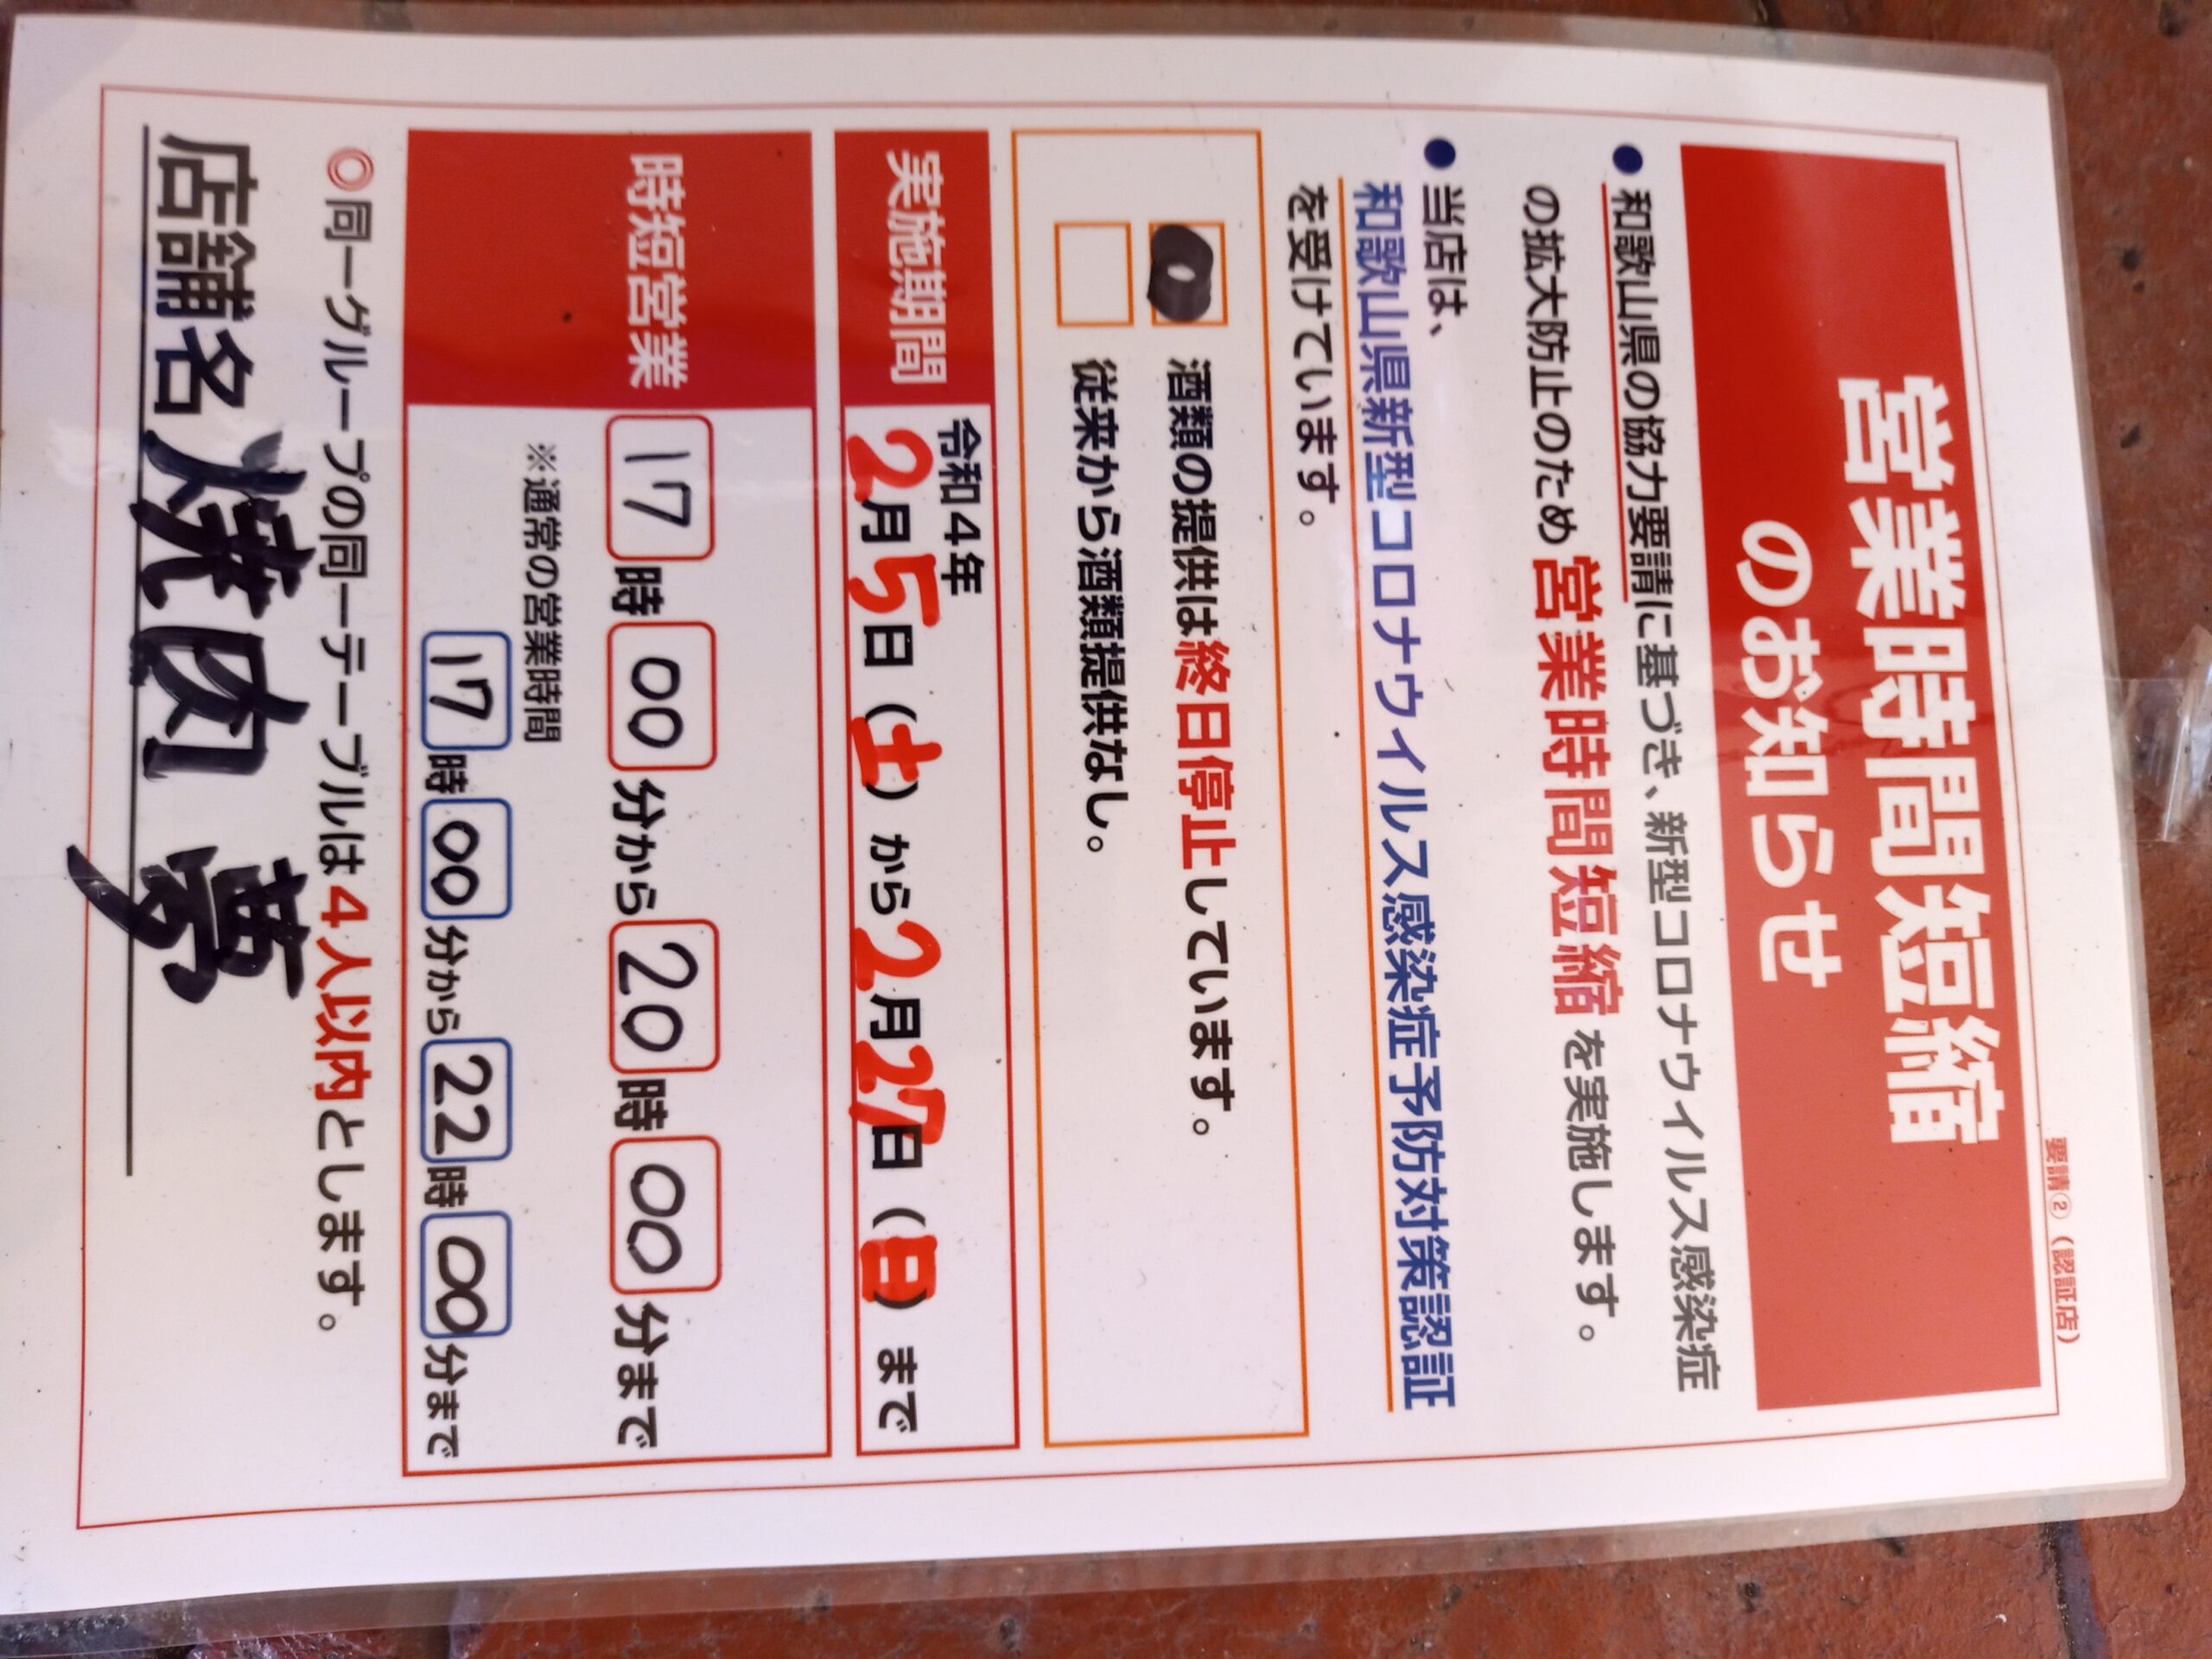 要請②（認証店）
営業時間短縮
のお知らせ
●和歌山県の協力要請に基づき、新型コロナウイルス感染症
の拡大防止のため営業時間短縮を実施します。
●当店は、
和歌山県新型コロナウイルス感染症予防対策認証
を受けています。
酒類の提供は終日停止しています。
従来から酒類提供なし。
実施期間
令和4年
2月5日（土）から2月27日（日）まで
時短営業
17時00分から20時00分まで
※通常の営業時間
17時00分から22時00分まで
◎同一グループの同一テーブルは4人以内とします。
店舗名 焼肉 夢